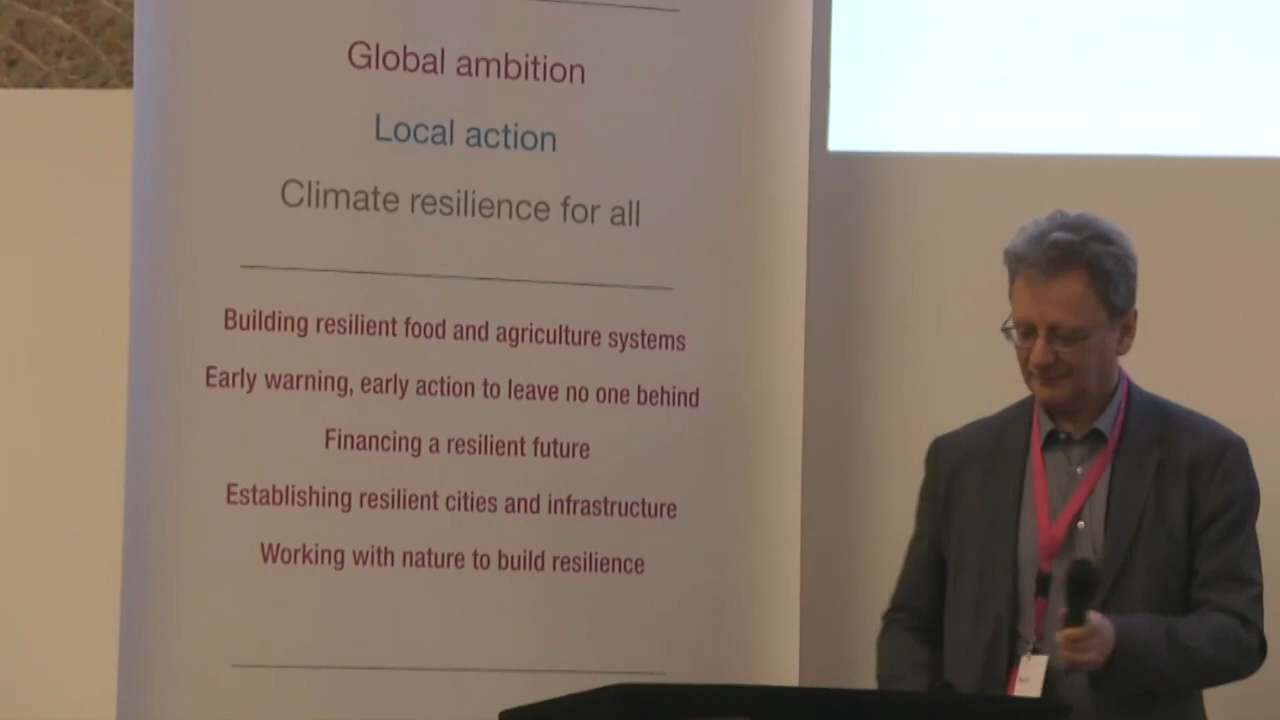 Global ambition
Local action
Climate resilience for all
Building resilient food and agriculture systems
Early warning, early action to leave no one behind
Financing a resilient future
Establishing resilient cities and infrastructure
Working with nature to build resilience